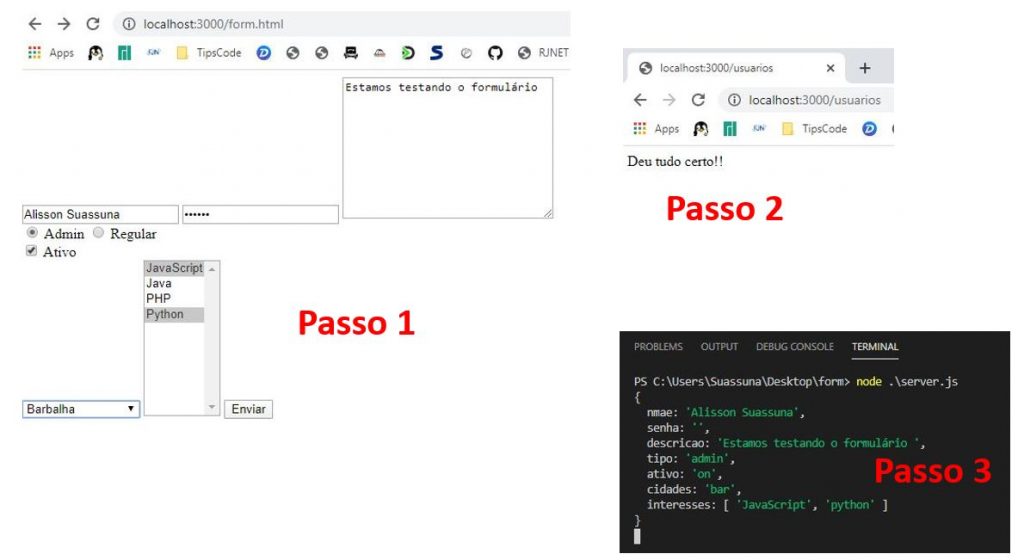 localhost:3000/form.html
Apps
TipsCode
RJNET
Estamos testando o formulário
Alisson Suassuna ••••••
Admin Regular
Ativo
JavaScript
Java
PHP
Python
Barbalha
Enviar
Passo 1
localhost:3000/usuarios
localhost:3000/usuarios
Apps
TipsCode
Deu tudo certo!!
Passo 2
PROBLEMS OUTPUT DEBUG CONSOLE TERMINAL
PS C:\Users\Suassuna\Desktop\form> node .\server.js
{
nmae: 'Alisson Suassuna',
senha: '',
descricao: 'Estamos testando o formulário ',
tipo: 'admin',
ativo: 'on',
cidades: 'bar',
interesses: [ 'JavaScript', 'python' ]
}
Passo 3